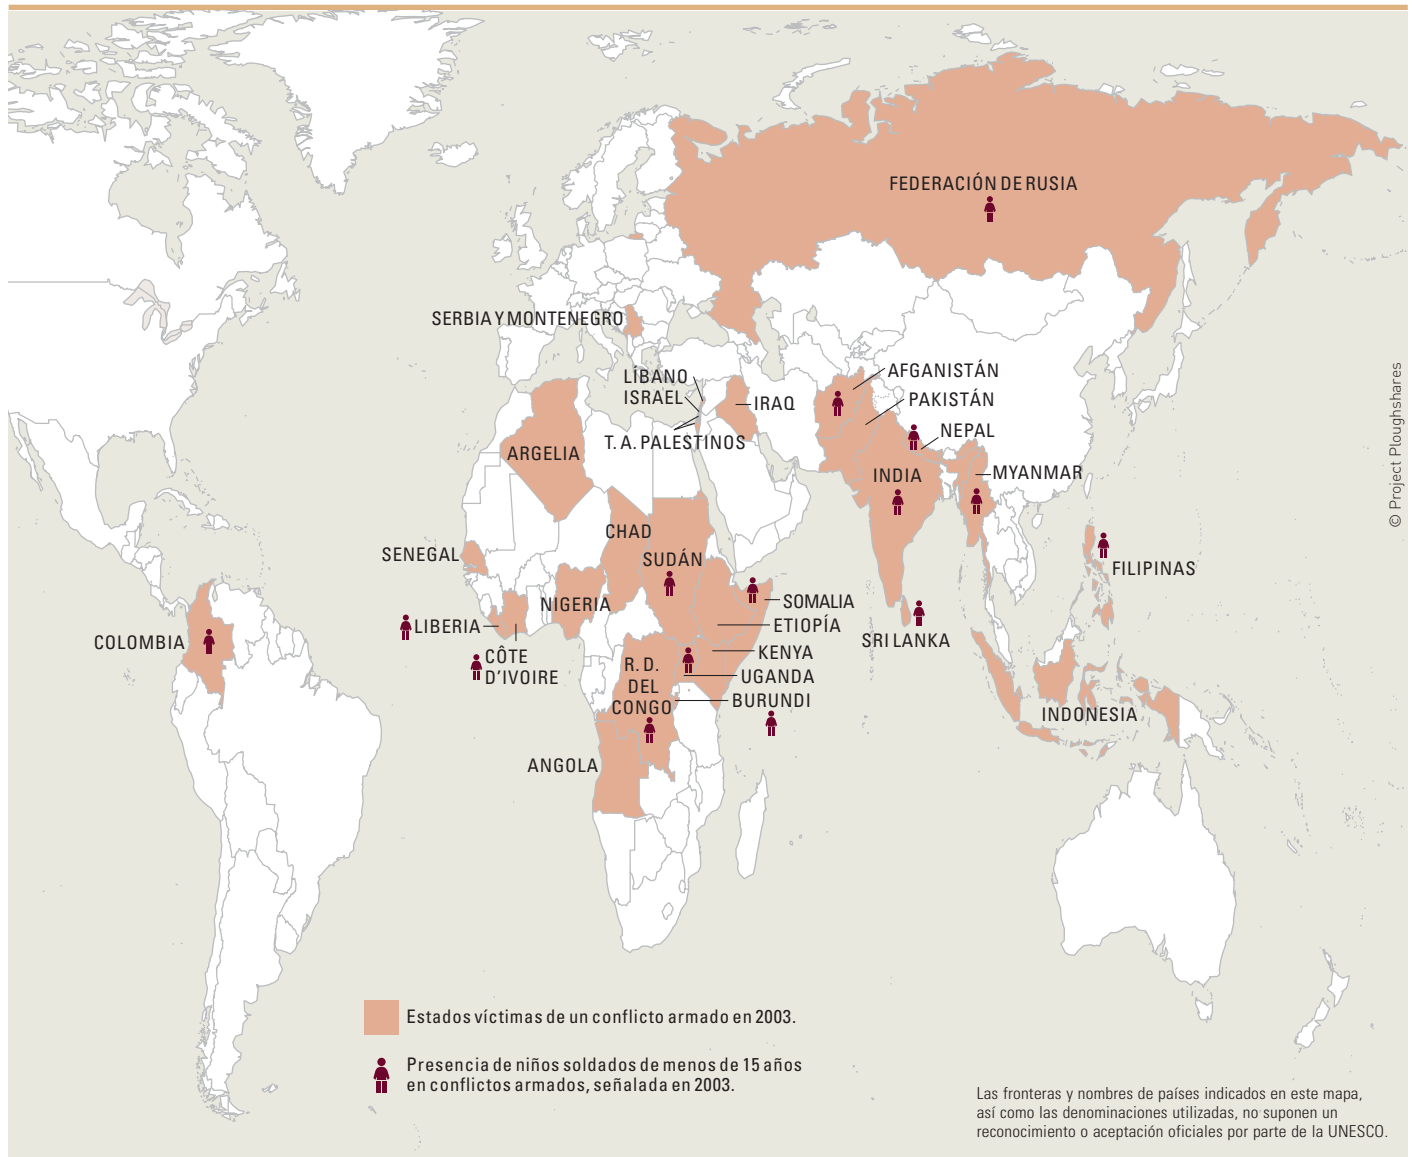 FEDERACIÓN DE RUSIA
SERBIA Y MONTENEGRO
LÍBANO
ISRAEL
T. A. PALESTINOS
IRAQ
AFGANISTÁN
PAKISTÁN
NEPAL
INDIA
MYANMAR
ARGELIA
CHAD
SUDÁN
SENEGAL
NIGERIA
SOMALIA
ETIOPÍA
KENYA
UGANDA
BURUNDI
LIBERIA
CÔTE
D'IVOIRE
COLOMBIA
R. D.
DEL
CONGO
ANGOLA
FILIPINAS
SRI LANKA
INDONESIA
© Project Ploughshares
Estados víctimas de un conflicto armado en 2003.
Presencia de niños soldados de menos de 15 años
en conflictos armados, señalada en 2003.
Las fronteras y nombres de países indicados en este mapa,
así como las denominaciones utilizadas, no suponen un
reconocimiento o aceptación oficiales por parte de la UNESCO.